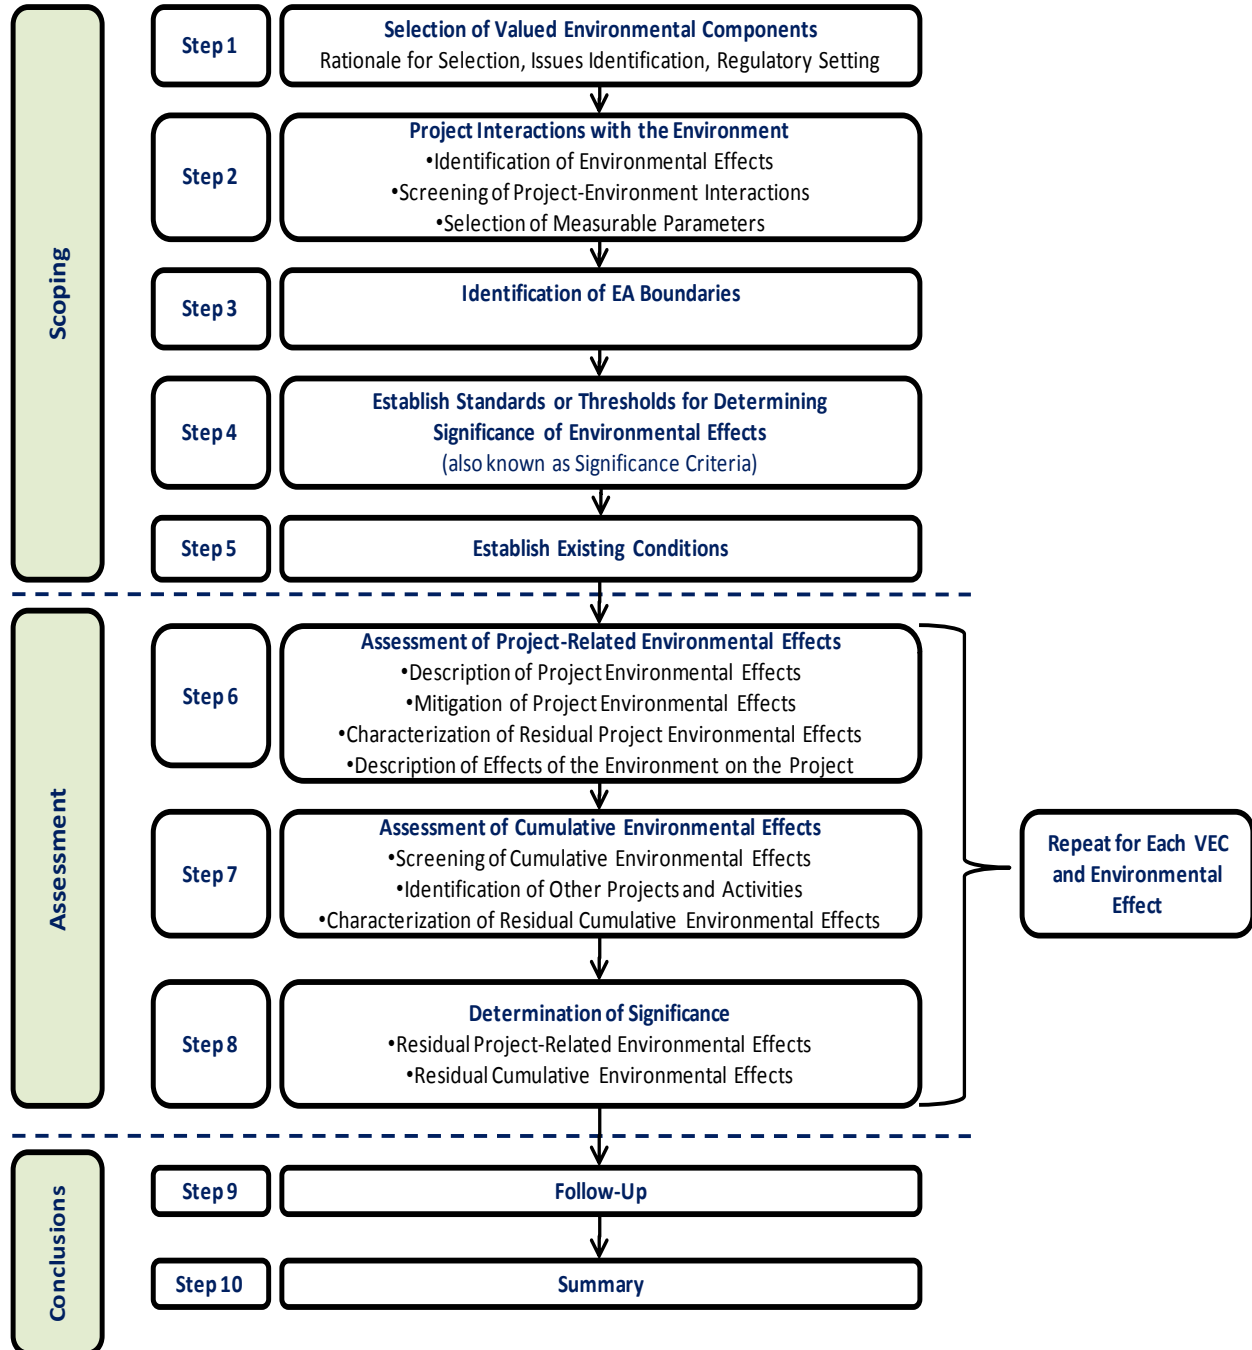 Scoping
Step 1
Selection of Valued Environmental Components
Rationale for Selection, Issues Identification, Regulatory Setting
Step 2
Project Interactions with the Environment
•Identification of Environmental Effects
•Screening of Project-Environment Interactions
•Selection of Measurable Parameters
Step 3
Identification of EA Boundaries
Step 4
Establish Standards or Thresholds for Determining
Significance of Environmental Effects
(also known as Significance Criteria)
Step 5
Establish Existing Conditions
Assessment
Step 6
Assessment of Project-Related Environmental Effects
•Description of Project Environmental Effects
•Mitigation of Project Environmental Effects
•Characterization of Residual Project Environmental Effects
•Description of Effects of the Environment on the Project
Step 7
Assessment of Cumulative Environmental Effects
•Screening of Cumulative Environmental Effects
•Identification of Other Projects and Activities
•Characterization of Residual Cumulative Environmental Effects
Step 8
Determination of Significance
•Residual Project-Related Environmental Effects
•Residual Cumulative Environmental Effects
Repeat for Each VEC
and Environmental
Effect
Conclusions
Step 9
Follow-Up
Step 10
Summary